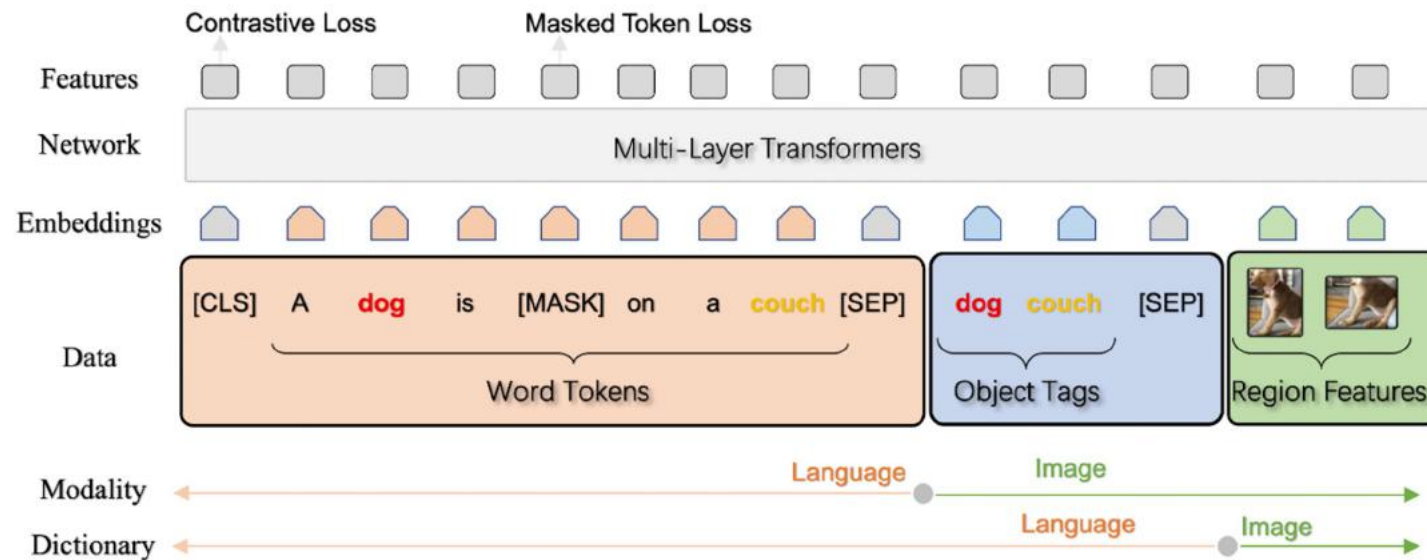 Contrastive Loss Masked Token Loss
Features
Network Multi-Layer Transformers
Embeddings
[CLS] A dog is [MASK] on a couch [SEP] dog couch [SEP]
Data
Word Tokens Object Tags Region Features
Modality Language Image
Dictionary Language Image